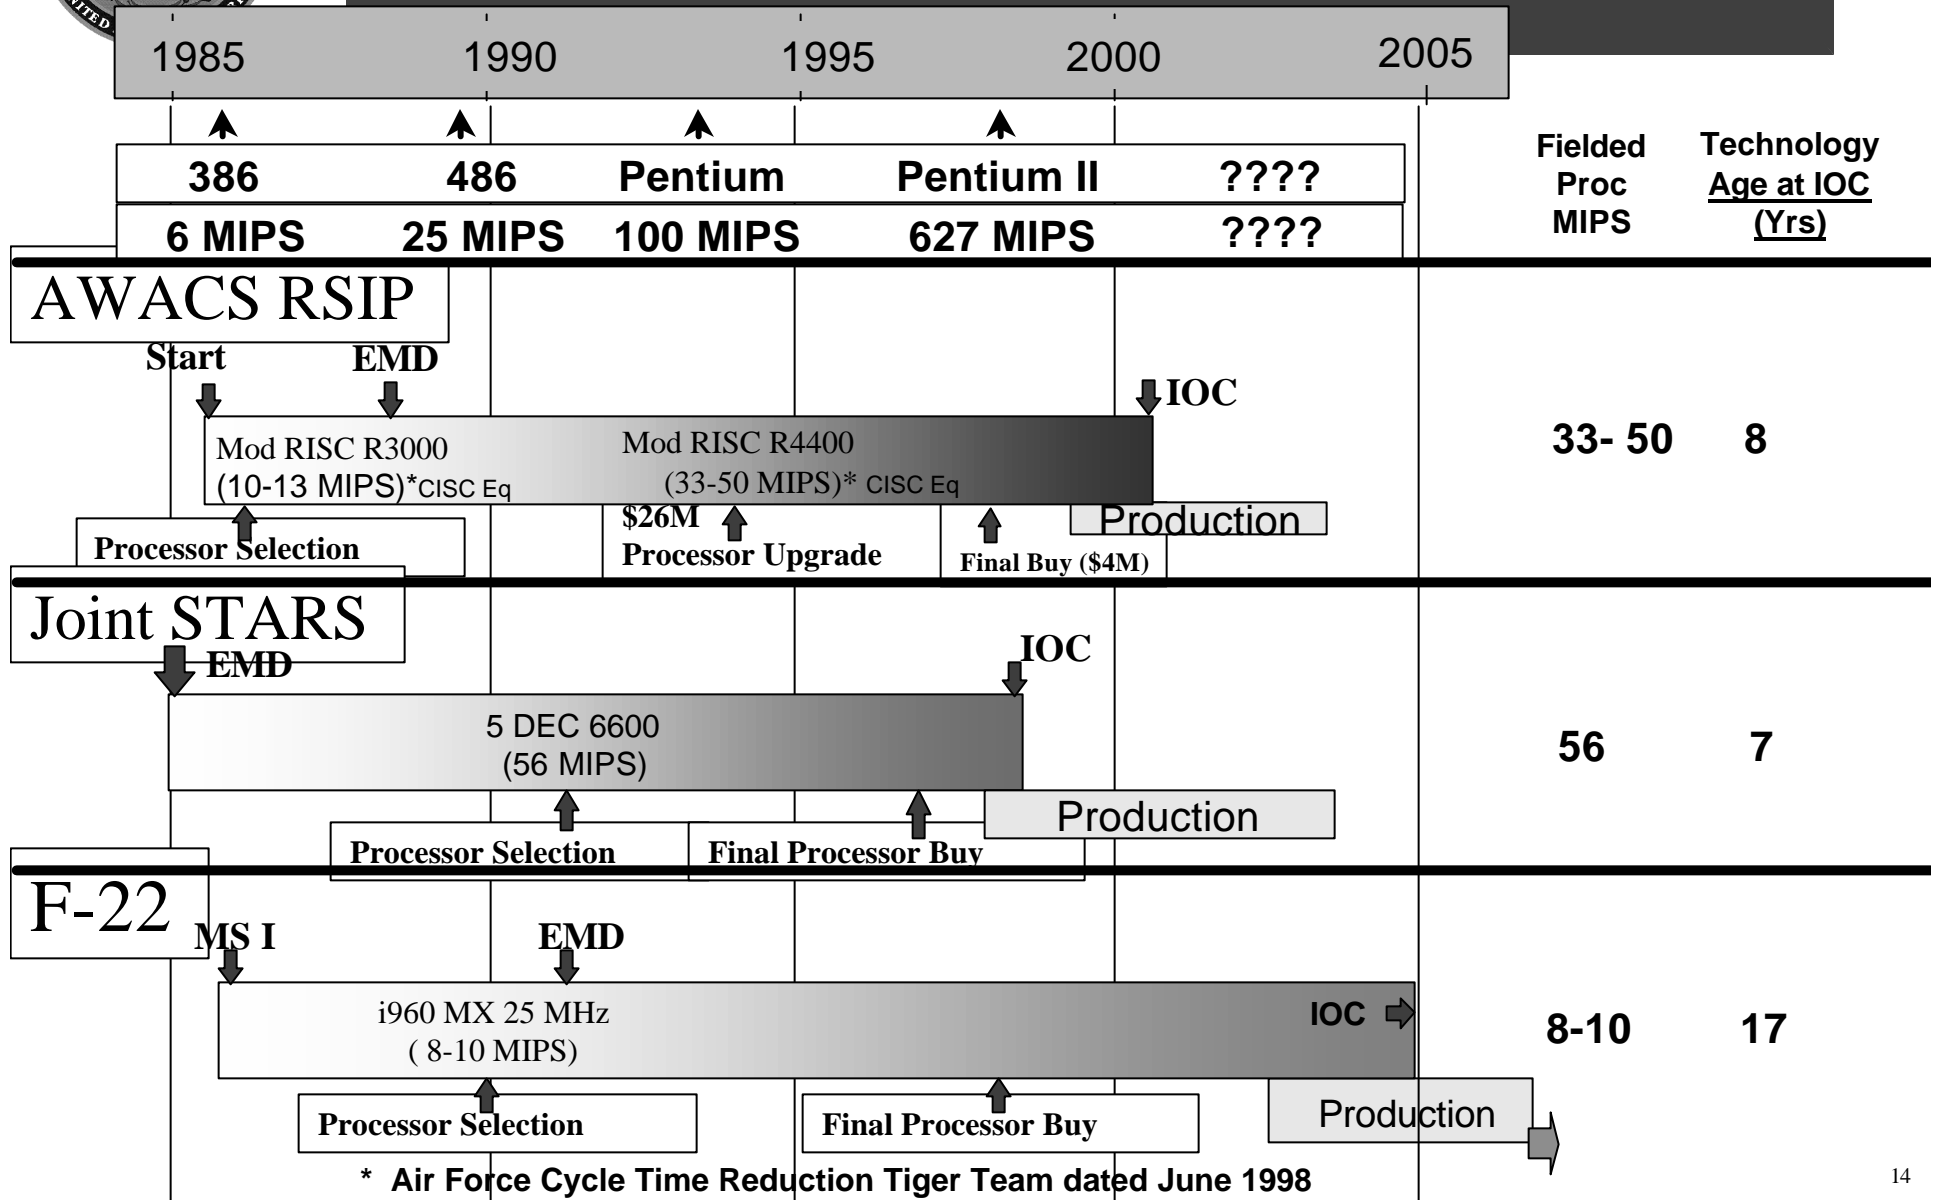 UNITED
1985 1990 1995 2000 2005
386 486 Pentium Pentium II ????
6 MIPS 25 MIPS 100 MIPS 627 MIPS ????
Fielded
Proc
MIPS
Technology
Age at IOC
(Yrs)
AWACS RSIP
Start EMD IOC
Mod RISC R3000
(10-13 MIPS)*CISC Eq
Mod RISC R4400
(33-50 MIPS)* CISC Eq
33- 50 8
Processor Selection
$26M
Processor Upgrade
Final Buy ($4M)
Production
Joint STARS
EMD IOC
5 DEC 6600
(56 MIPS)
56 7
Production
Processor Selection Final Processor Buy
F-22
MS I EMD
i960 MX 25 MHz
( 8-10 MIPS)
IOC
8-10 17
Processor Selection Final Processor Buy
Production
* Air Force Cycle Time Reduction Tiger Team dated June 1998
14